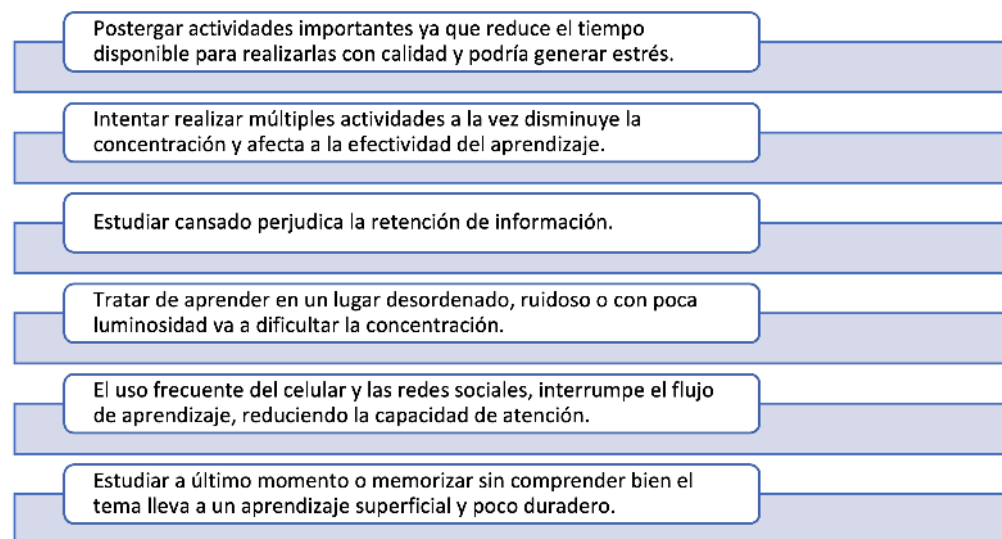 Postergar actividades importantes ya que reduce el tiempo
disponible para realizarlas con calidad y podría generar estrés.
Intentar realizar múltiples actividades a la vez disminuye la
concentración y afecta a la efectividad del aprendizaje.
Estudiar cansado perjudica la retención de información.
Tratar de aprender en un lugar desordenado, ruidoso o con poca
luminosidad va a dificultar la concentración.
El uso frecuente del celular y las redes sociales, interrumpe el flujo
de aprendizaje, reduciendo la capacidad de atención.
Estudiar a último momento o memorizar sin comprender bien el
tema lleva a un aprendizaje superficial y poco duradero.